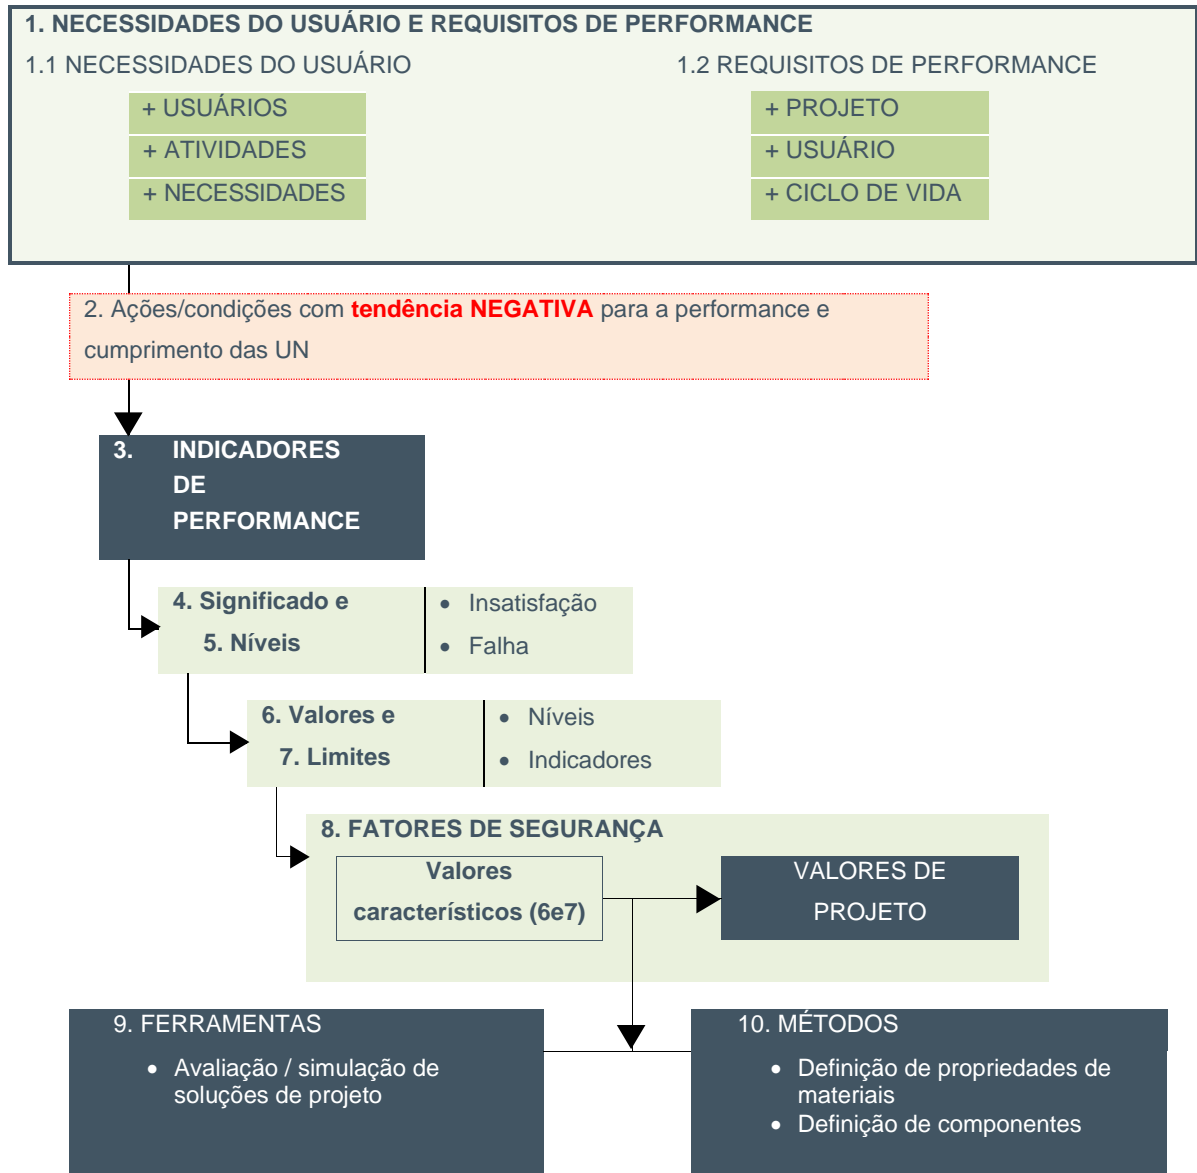 1. NECESSIDADES DO USUÁRIO E REQUISITOS DE PERFORMANCE
1.1 NECESSIDADES DO USUÁRIO
+ USUÁRIOS
+ ATIVIDADES
+ NECESSIDADES
1.2 REQUISITOS DE PERFORMANCE
+ PROJETO
+ USUÁRIO
+ CICLO DE VIDA
2. Ações/condições com tendência NEGATIVA para a performance e
cumprimento das UN
3. INDICADORES
DE
PERFORMANCE
4. Significado e
5. Níveis
• Insatisfação
• Falha
6. Valores e
7. Limites
• Níveis
• Indicadores
8. FATORES DE SEGURANÇA
Valores
característicos (6e7)
VALORES DE
PROJETO
9. FERRAMENTAS
• Avaliação / simulação de
soluções de projeto
10. MÉTODOS
• Definição de propriedades de
materiais
• Definição de componentes